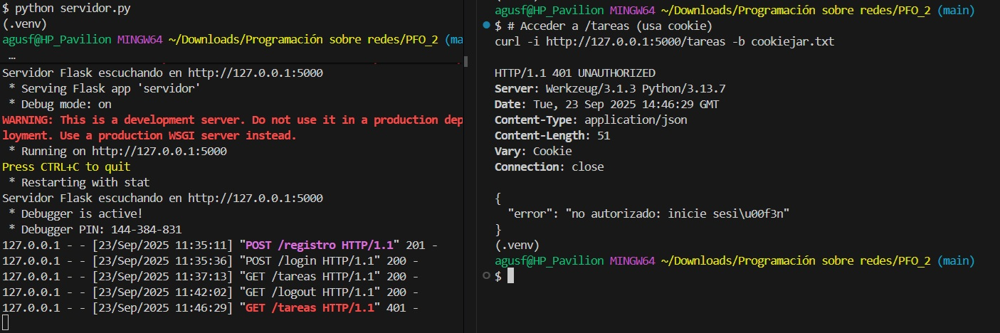 $ python servidor.py
(.venv)
agusf@HP_Pavilion MINGW64 ~/Downloads/Programación sobre redes/PFO_2 (ma
…
Servidor Flask escuchando en http://127.0.0.1:5000
 * Serving Flask app 'servidor'
 * Debug mode: on
WARNING: This is a development server. Do not use it in a production dep
loyment. Use a production WSGI server instead.
 * Running on http://127.0.0.1:5000
Press CTRL+C to quit
 * Restarting with stat
Servidor Flask escuchando en http://127.0.0.1:5000
 * Debugger is active!
 * Debugger PIN: 144-384-831
127.0.0.1 - - [23/Sep/2025 11:35:11] "POST /registro HTTP/1.1" 201 -
127.0.0.1 - - [23/Sep/2025 11:35:36] "POST /login HTTP/1.1" 200 -
127.0.0.1 - - [23/Sep/2025 11:37:13] "GET /tareas HTTP/1.1" 200 -
127.0.0.1 - - [23/Sep/2025 11:42:02] "GET /logout HTTP/1.1" 200 -
127.0.0.1 - - [23/Sep/2025 11:46:29] "GET /tareas HTTP/1.1" 401 -
agusf@HP_Pavilion MINGW64 ~/Downloads/Programación sobre redes/PFO_2 (main)
$ # Acceder a /tareas (usa cookie)
curl -i http://127.0.0.1:5000/tareas -b cookiejar.txt
HTTP/1.1 401 UNAUTHORIZED
Server: Werkzeug/3.1.3 Python/3.13.7
Date: Tue, 23 Sep 2025 14:46:29 GMT
Content-Type: application/json
Content-Length: 51
Vary: Cookie
Connection: close
{
  "error": "no autorizado: inicie sesi\u00f3n"
}
(.venv)
agusf@HP_Pavilion MINGW64 ~/Downloads/Programación sobre redes/PFO_2 (main)
$